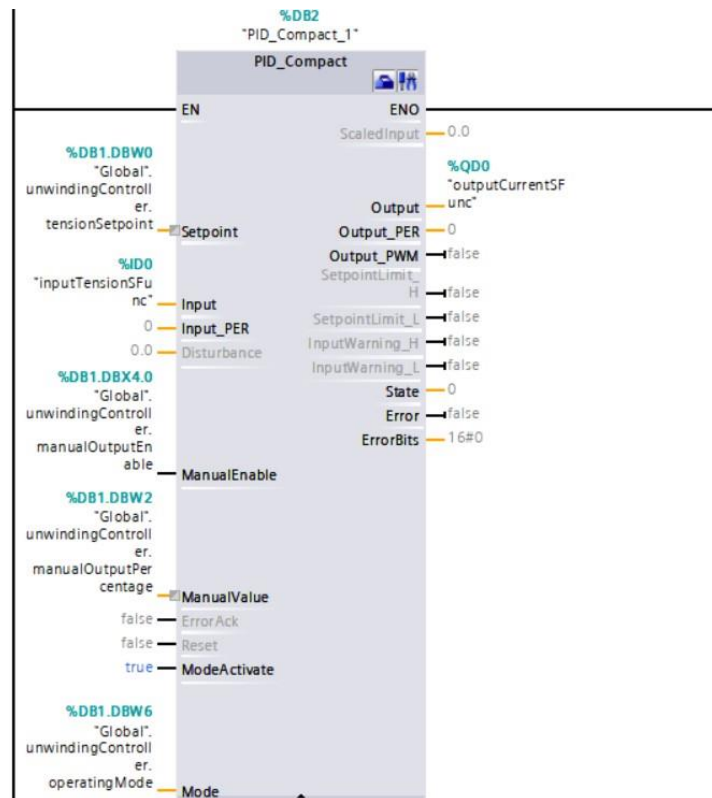 %DB2
"PID_Compact_1"
PID_Compact
EN
ENO
ScaledInput
0.0
%DB1.DBW0
"Global".
unwindingControll
er.
tensionSetpoint
Setpoint
%QD0
"outputCurrentSF
unc"
Output
Output_PER
0
Output_PWM
false
%ID0
"inputTensionSFu
nc"
Input
SetpointLimit_
H
false
0
Input_PER
SetpointLimit_L
false
0.0
Disturbance
InputWarning_H
false
InputWarning_L
false
%DB1.DBX4.0
"Global".
unwindingControll
er.
manualOutputEn
able
ManualEnable
State
0
Error
false
ErrorBits
16#0
%DB1.DBW2
"Global".
unwindingControll
er.
manualOutputPer
centage
ManualValue
false
ErrorAck
false
Reset
true
ModeActivate
%DB1.DBW6
"Global".
unwindingControll
er.
operatingMode
Mode